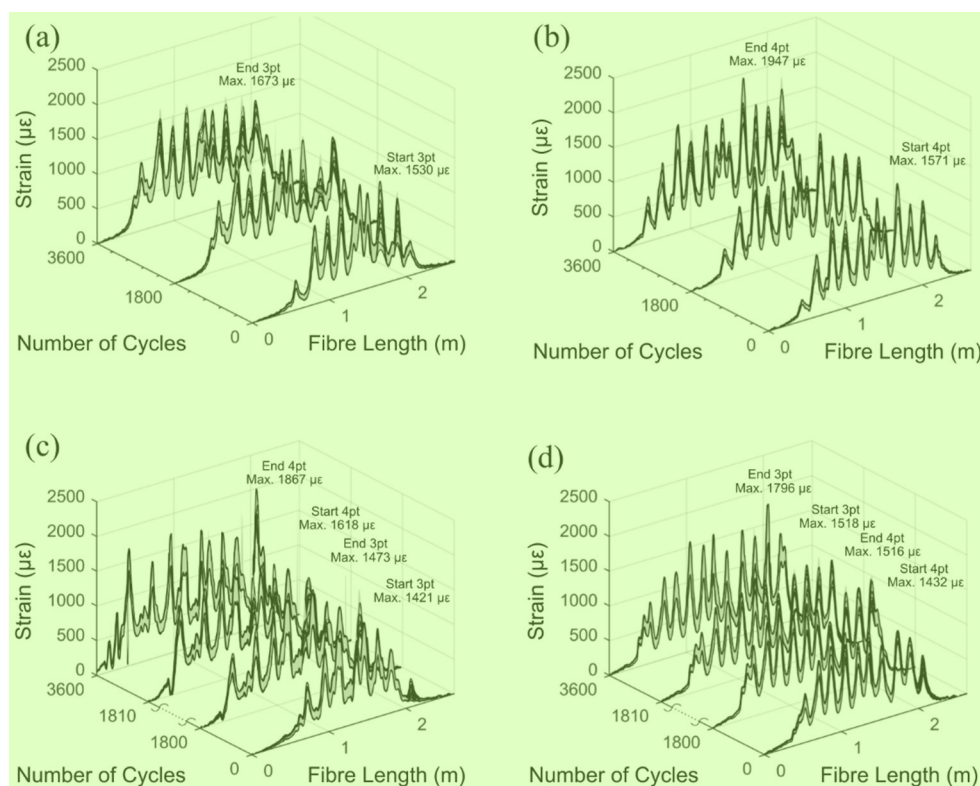 (a)
End 3pt
Max. 1673 µε
Start 3pt
Max. 1530 µε
2500
2000
1500
1000
500
0
Strain (µε)
3600
1800
0
Number of Cycles
0
1
2
Fibre Length (m)
(b)
End 4pt
Max. 1947 µε
Start 4pt
Max. 1571 µε
2500
2000
1500
1000
500
0
Strain (µε)
3600
1800
0
Number of Cycles
0
1
2
Fibre Length (m)
(c)
End 4pt
Max. 1867 µε
Start 4pt
Max. 1618 µε
End 3pt
Max. 1473 µε
Start 3pt
Max. 1421 µε
2500
2000
1500
1000
500
0
Strain (µε)
3600
1810
1800
0
Number of Cycles
0
1
2
Fibre Length (m)
(d)
End 3pt
Max. 1796 µε
Start 3pt
Max. 1518 µε
End 4pt
Max. 1516 µε
Start 4pt
Max. 1432 µε
2500
2000
1500
1000
500
0
Strain (µε)
3600
1810
1800
0
Number of Cycles
0
1
2
Fibre Length (m)